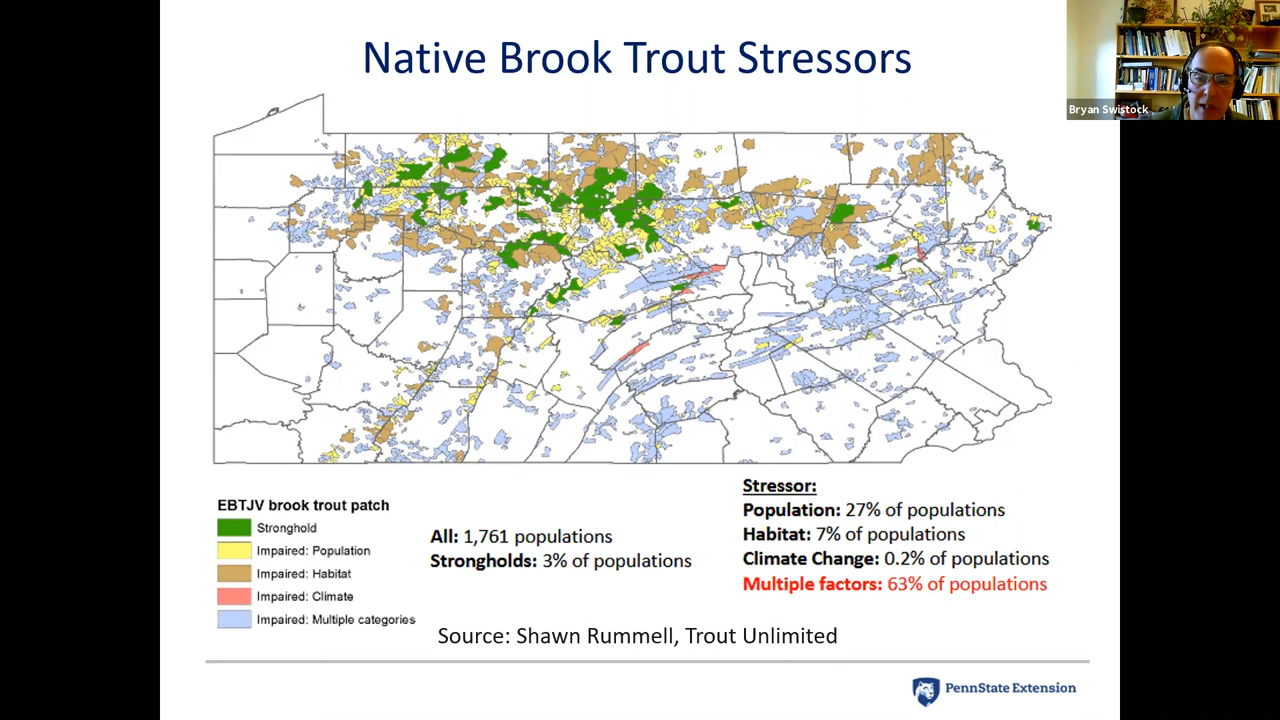 Native Brook Trout Stressors
Bryan Swistock
EBTJV brook trout patch
Stronghold
Impaired: Population
Impaired: Habitat
Impaired: Climate
Impaired: Multiple categories
All: 1,761 populations
Strongholds: 3% of populations
Stressor:
Population: 27% of populations
Habitat: 7% of populations
Climate Change: 0.2% of populations
Multiple factors: 63% of populations
Source: Shawn Rummell, Trout Unlimited
PennState Extension